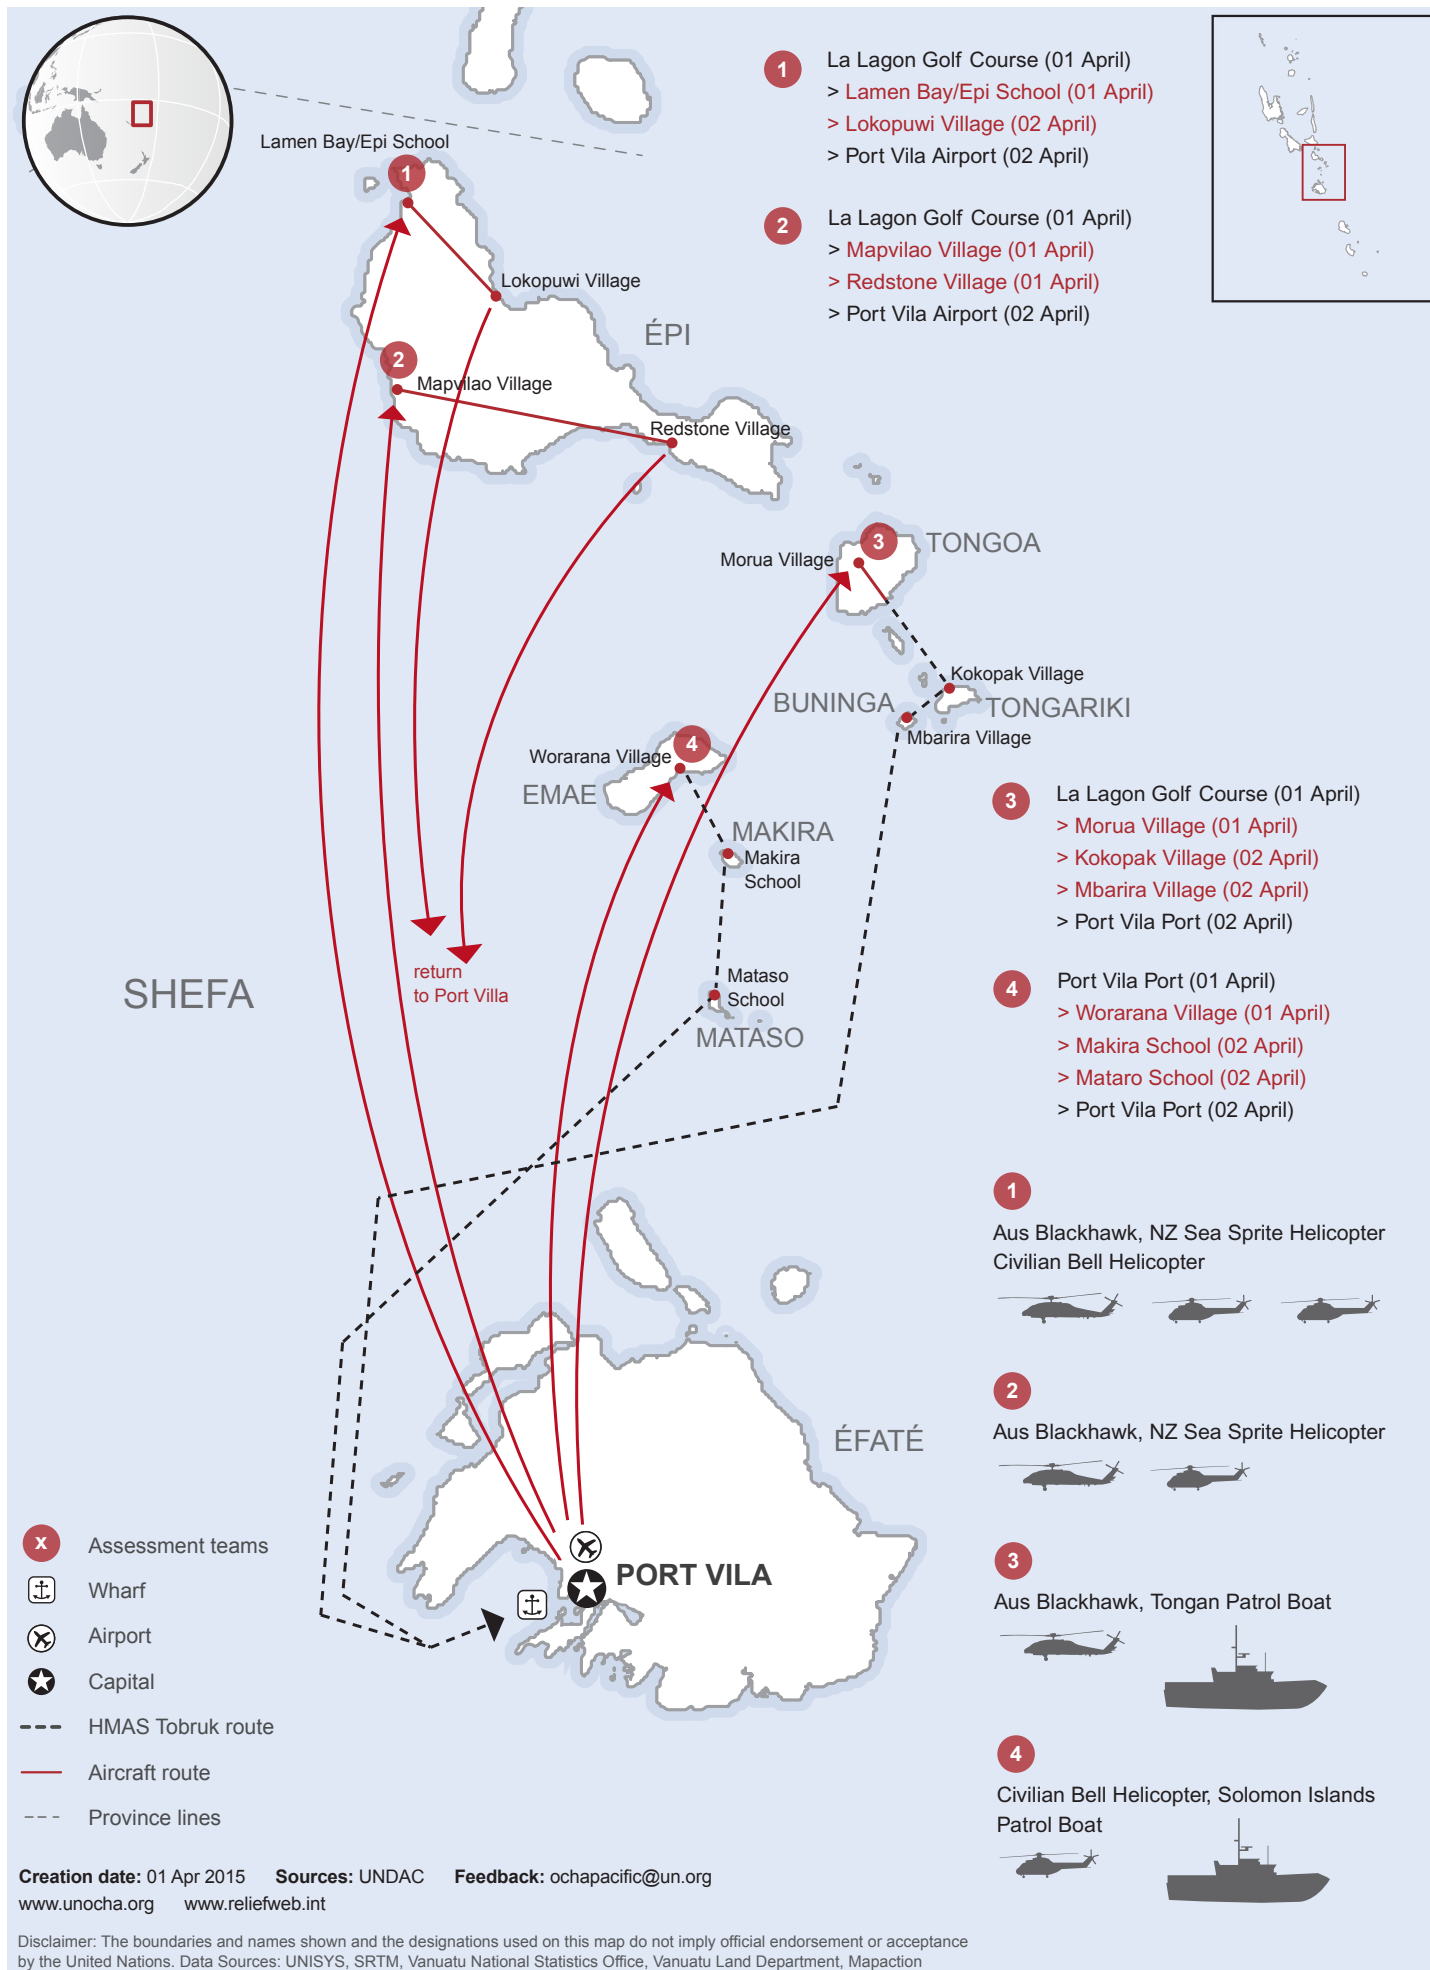 1
La Lagon Golf Course (01 April)
> Lamen Bay/Epi School (01 April)
> Lokopuwi Village (02 April)
> Port Vila Airport (02 April)
2
La Lagon Golf Course (01 April)
> Mapvilao Village (01 April)
> Redstone Village (01 April)
> Port Vila Airport (02 April)
Lamen Bay/Epi School
1
Lokopuwi Village
ÉPI
2
Mapvilao Village
Redstone Village
3
TONGOA
Morua Village
Kokopak Village
BUNINGA
TONGARIKI
Mbarira Village
4
Worarana Village
EMAE
MAKIRA
Makira
School
return
to Port Villa
SHEFA
Mataso
School
MATASO
3
La Lagon Golf Course (01 April)
> Morua Village (01 April)
> Kokopak Village (02 April)
> Mbarira Village (02 April)
> Port Vila Port (02 April)
4
Port Vila Port (01 April)
> Worarana Village (01 April)
> Makira School (02 April)
> Mataro School (02 April)
> Port Vila Port (02 April)
1
Aus Blackhawk, NZ Sea Sprite Helicopter
Civilian Bell Helicopter
2
Aus Blackhawk, NZ Sea Sprite Helicopter
3
Aus Blackhawk, Tongan Patrol Boat
4
Civilian Bell Helicopter, Solomon Islands
Patrol Boat
ÉFATÉ
PORT VILA
x Assessment teams
Wharf
Airport
Capital
HMAS Tobruk route
Aircraft route
Province lines
Creation date: 01 Apr 2015 Sources: UNDAC Feedback: ochapacific@un.org
www.unocha.org www.reliefweb.int
Disclaimer: The boundaries and names shown and the designations used on this map do not imply official endorsement or acceptance
by the United Nations. Data Sources: UNISYS, SRTM, Vanuatu National Statistics Office, Vanuatu Land Department, Mapaction